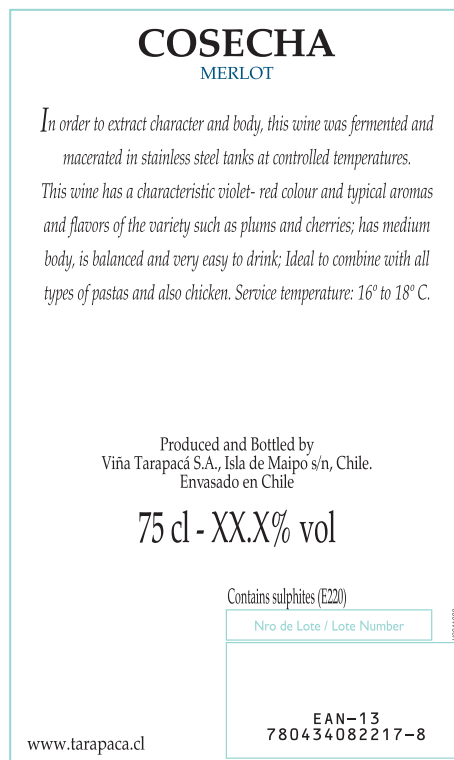 COSECHA
MERLOT
In order to extract character and body, this wine was fermented and
macerated in stainless steel tanks at controlled temperatures.
This wine has a characteristic violet- red colour and typical aromas
and flavors of the variety such as plums and cherries; has medium
body, is balanced and very easy to drink; Ideal to combine with all
types of pastas and also chicken. Service temperature: 16º to 18º C.
Produced and Bottled by
Viña Tarapacá S.A., Isla de Maipo s/n, Chile.
Envasado en Chile
75 cl - XX.X% vol
Contains sulphites (E220)
Nro de Lote / Lote Number
EAN-13
780434082217-8
www.tarapaca.cl